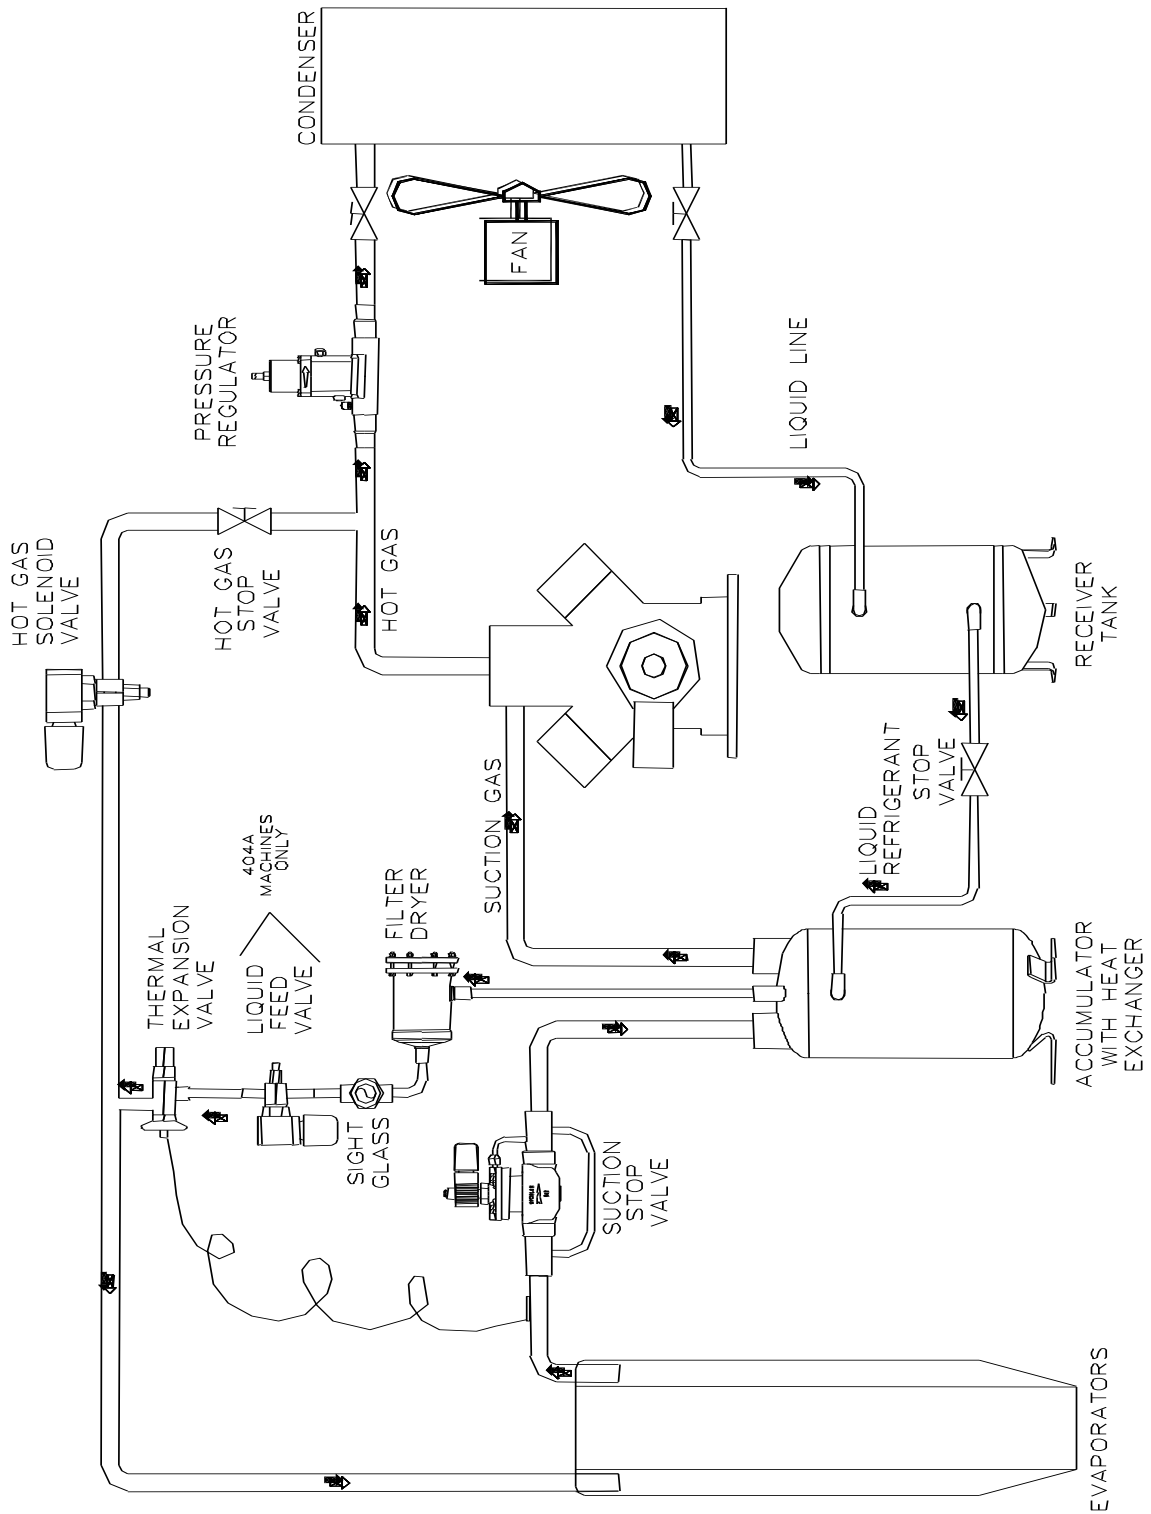 CONDENSER
FAN
PRESSURE
REGULATOR
LIQUID LINE
HOT GAS
SOLENOID
VALVE
HOT GAS
STOP
VALVE
HOT GAS
RECEIVER
TANK
LIQUID
REFRIGERANT
STOP
VALVE
SUCTION GAS
404A
MACHINES
ONLY
FILTER
DRYER
THERMAL
EXPANSION
VALVE
LIQUID
FEED
VALVE
SIGHT
GLASS
ACCUMULATOR
WITH HEAT
EXCHANGER
SUCTION
STOP
VALVE
EVAPORATORS